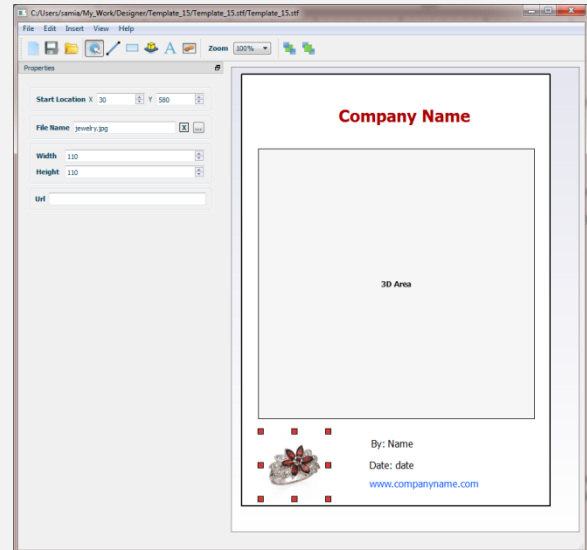 C:/Users/samia/My_Work/Designer/Template_15/Template_15.stf/Template_15.stf
File Edit Insert View Help
A Zoom 100%
Properties
Start Location X 30 Y 580
File Name jewelry.jpg X ...
Width 110
Height 110
Url
Company Name
3D Area
By: Name
Date: date
www.companyname.com